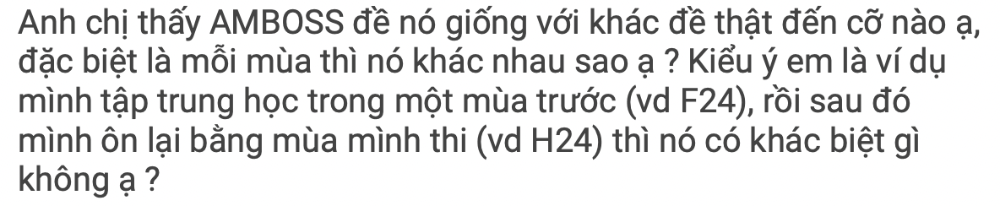 Anh chị thấy AMBOSS đề nó giống với khác đề thật đến cỡ nào ạ,
đặc biệt là mỗi mùa thì nó khác nhau sao ạ ? Kiểu ý em là ví dụ
mình tập trung học trong một mùa trước (vd F24), rồi sau đó
mình ôn lại bằng mùa mình thi (vd H24) thì nó có khác biệt gì
không ạ ?